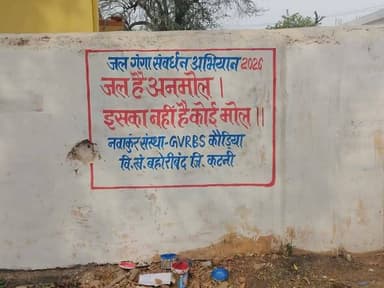 जल गंगा संवर्धन अभियान 2026
जल है अनमोल ।
इसका नहीं है कोई मोल ।।
नवांकुर संस्था-GVRBS कौड़िया
वि.खं. बहोरीबंद जि. कटनी